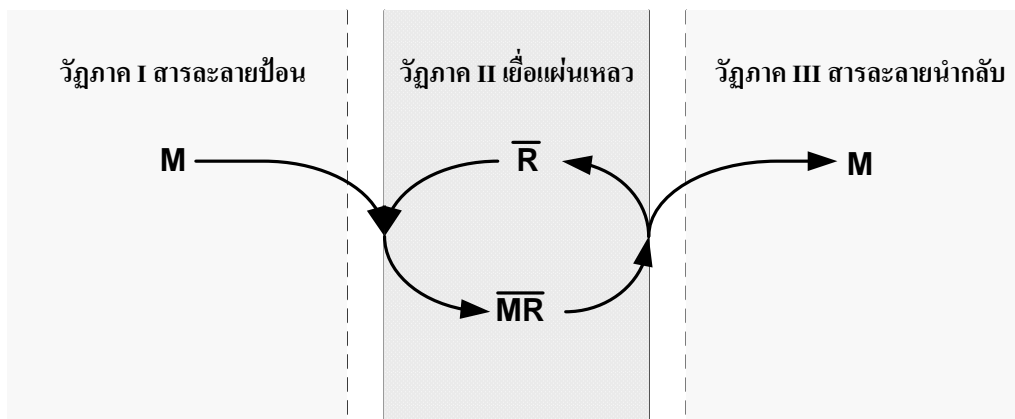 วัฏภาค I สารละลายป้อน
วัฏภาค II เยื่อแผ่นเหลว
วัฏภาค III สารละลายนำกลับ
M
R̅
M
M̅R̅